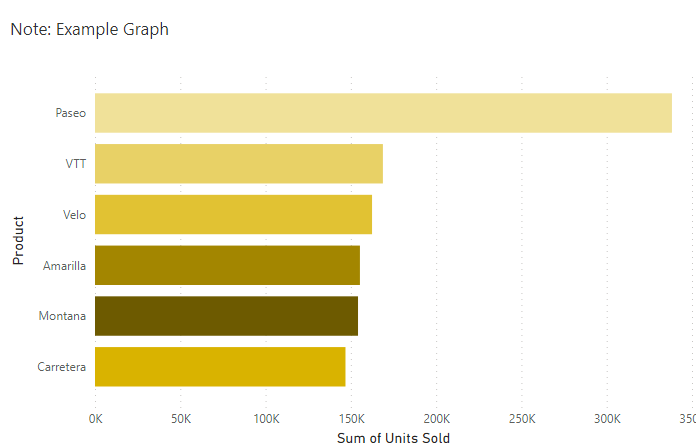 Note: Example Graph
Paseo
VTT
Velo
Amarilla
Montana
Carretera
Product
0K 50K 100K 150K 200K 250K 300K
Sum of Units Sold